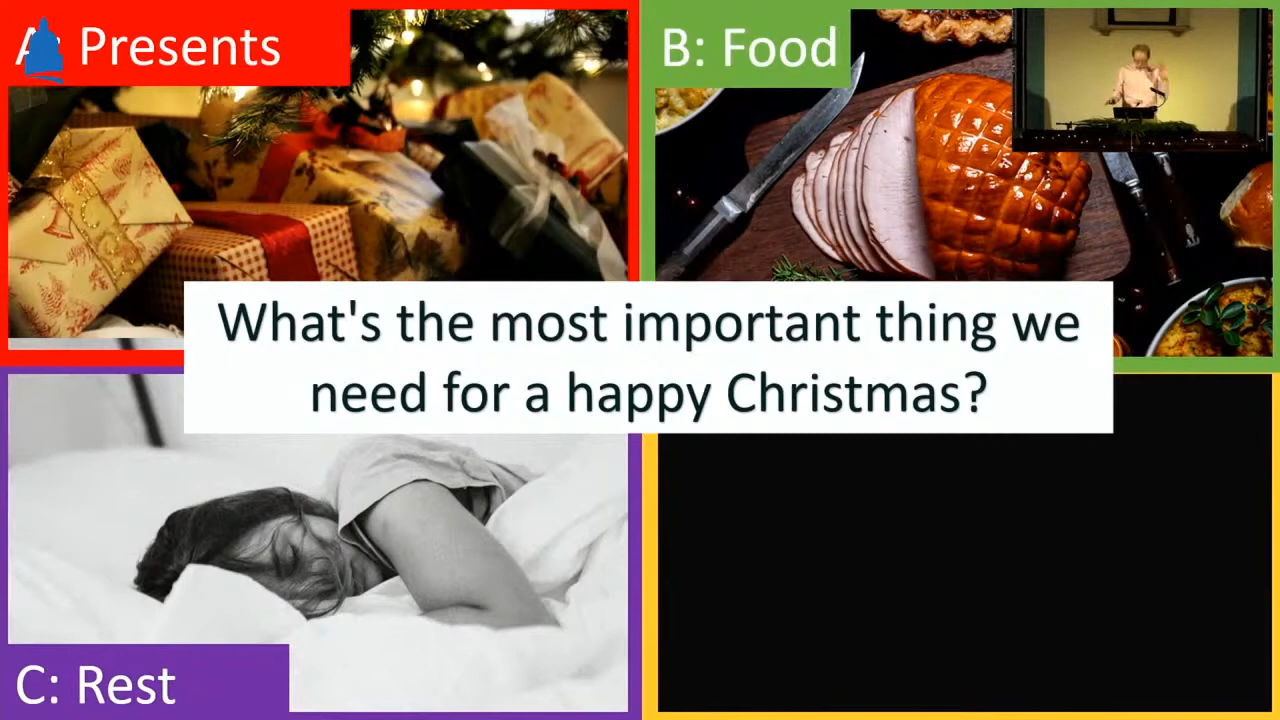 A: Presents
B: Food
What's the most important thing we
need for a happy Christmas?
C: Rest